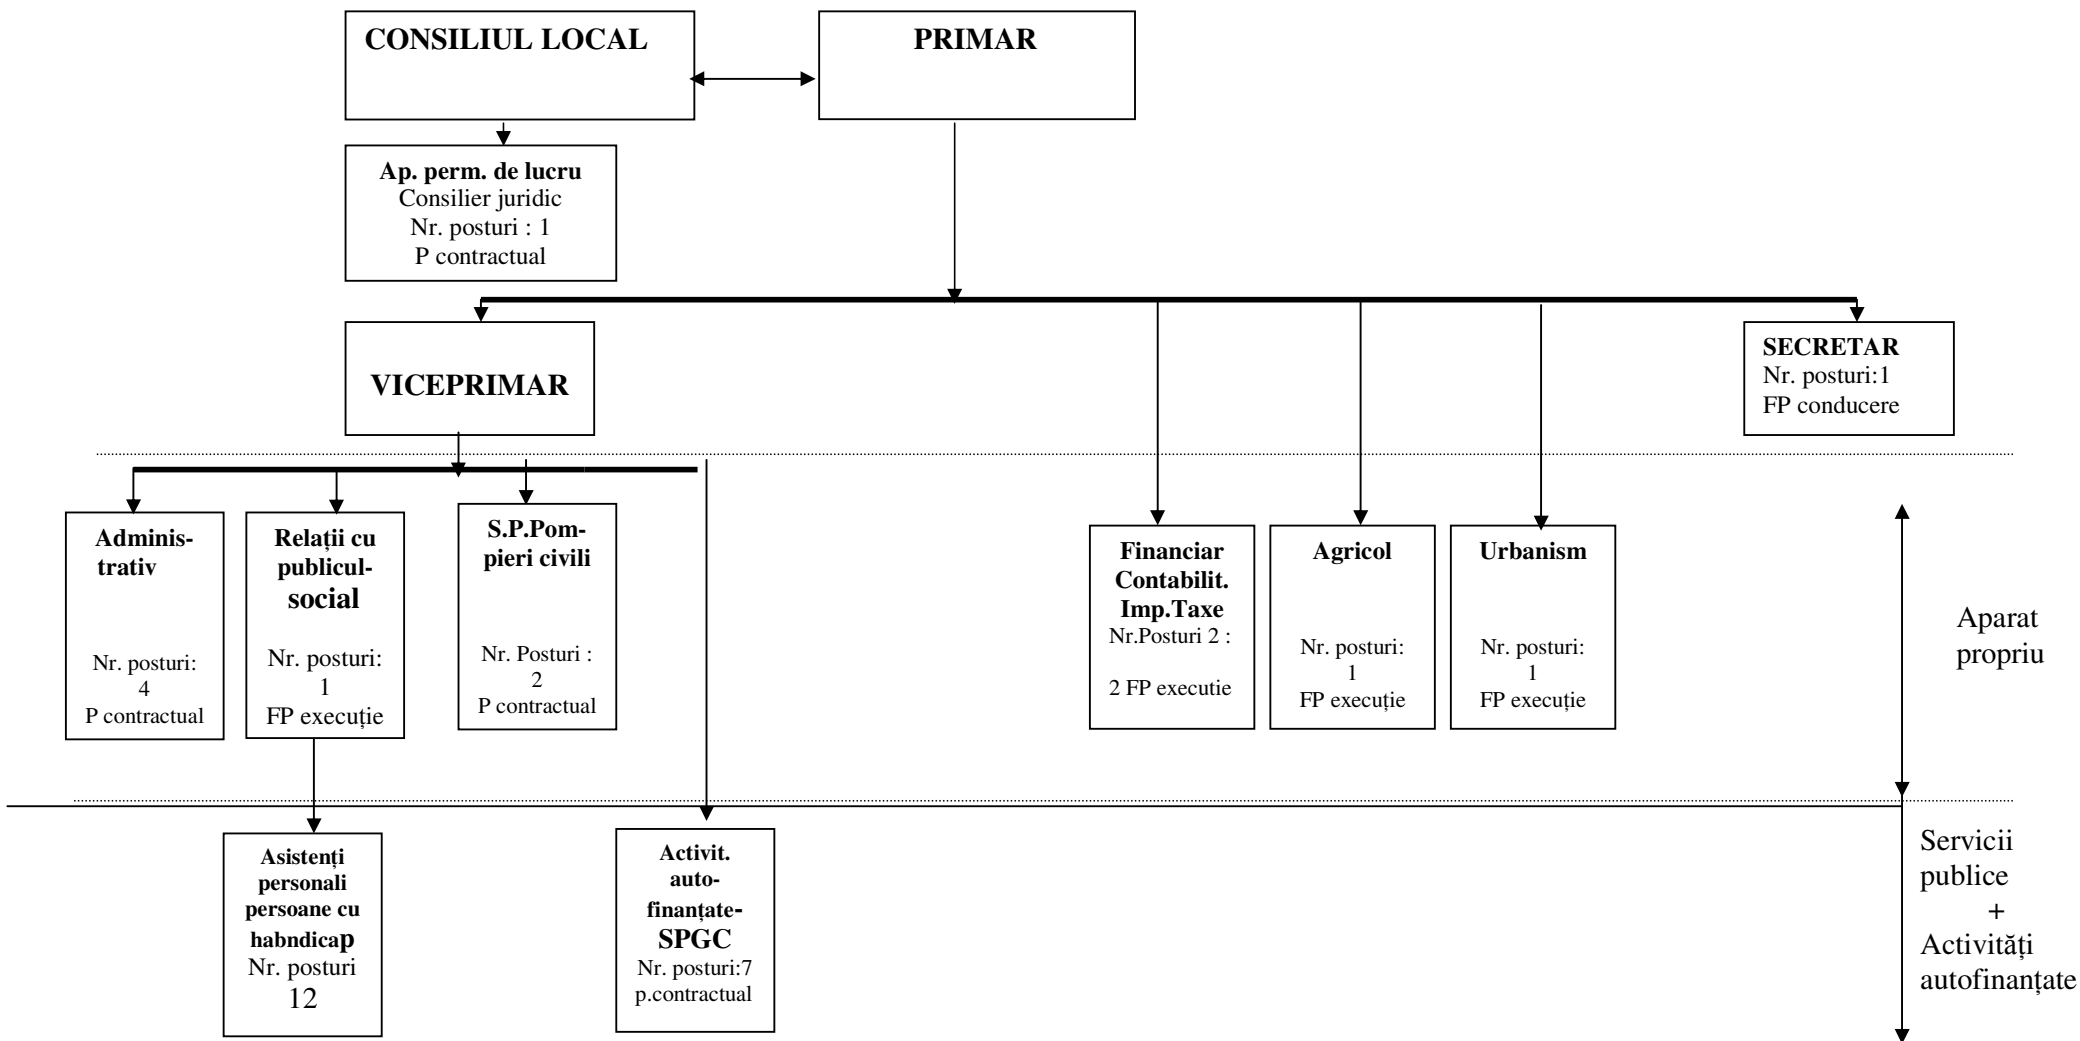 CONSILIUL LOCAL
PRIMAR
Ap. perm. de lucru
Consilier juridic
Nr. posturi : 1
P contractual
VICEPRIMAR
SECRETAR
Nr. posturi:1
FP conducere
Adminis-
trativ
Nr. posturi:
4
P contractual
Relații cu
publicul-
social
Nr. posturi:
1
FP execuție
S.P.Pom-
pieri civili
Nr. Posturi :
2
P contractual
Financiar
Contabilit.
Imp.Taxe
Nr.Posturi 2 :
2 FP executie
Agricol
Nr. posturi:
1
FP execuție
Urbanism
Nr. posturi:
1
FP execuție
Aparat
propriu
Asistenți
personali
persoane cu
habndicap
Nr. posturi
12
Activit.
auto-
finanțate-
SPGC
Nr. posturi:7
p.contractual
Servicii
publice
+
Activități
autofinanțate